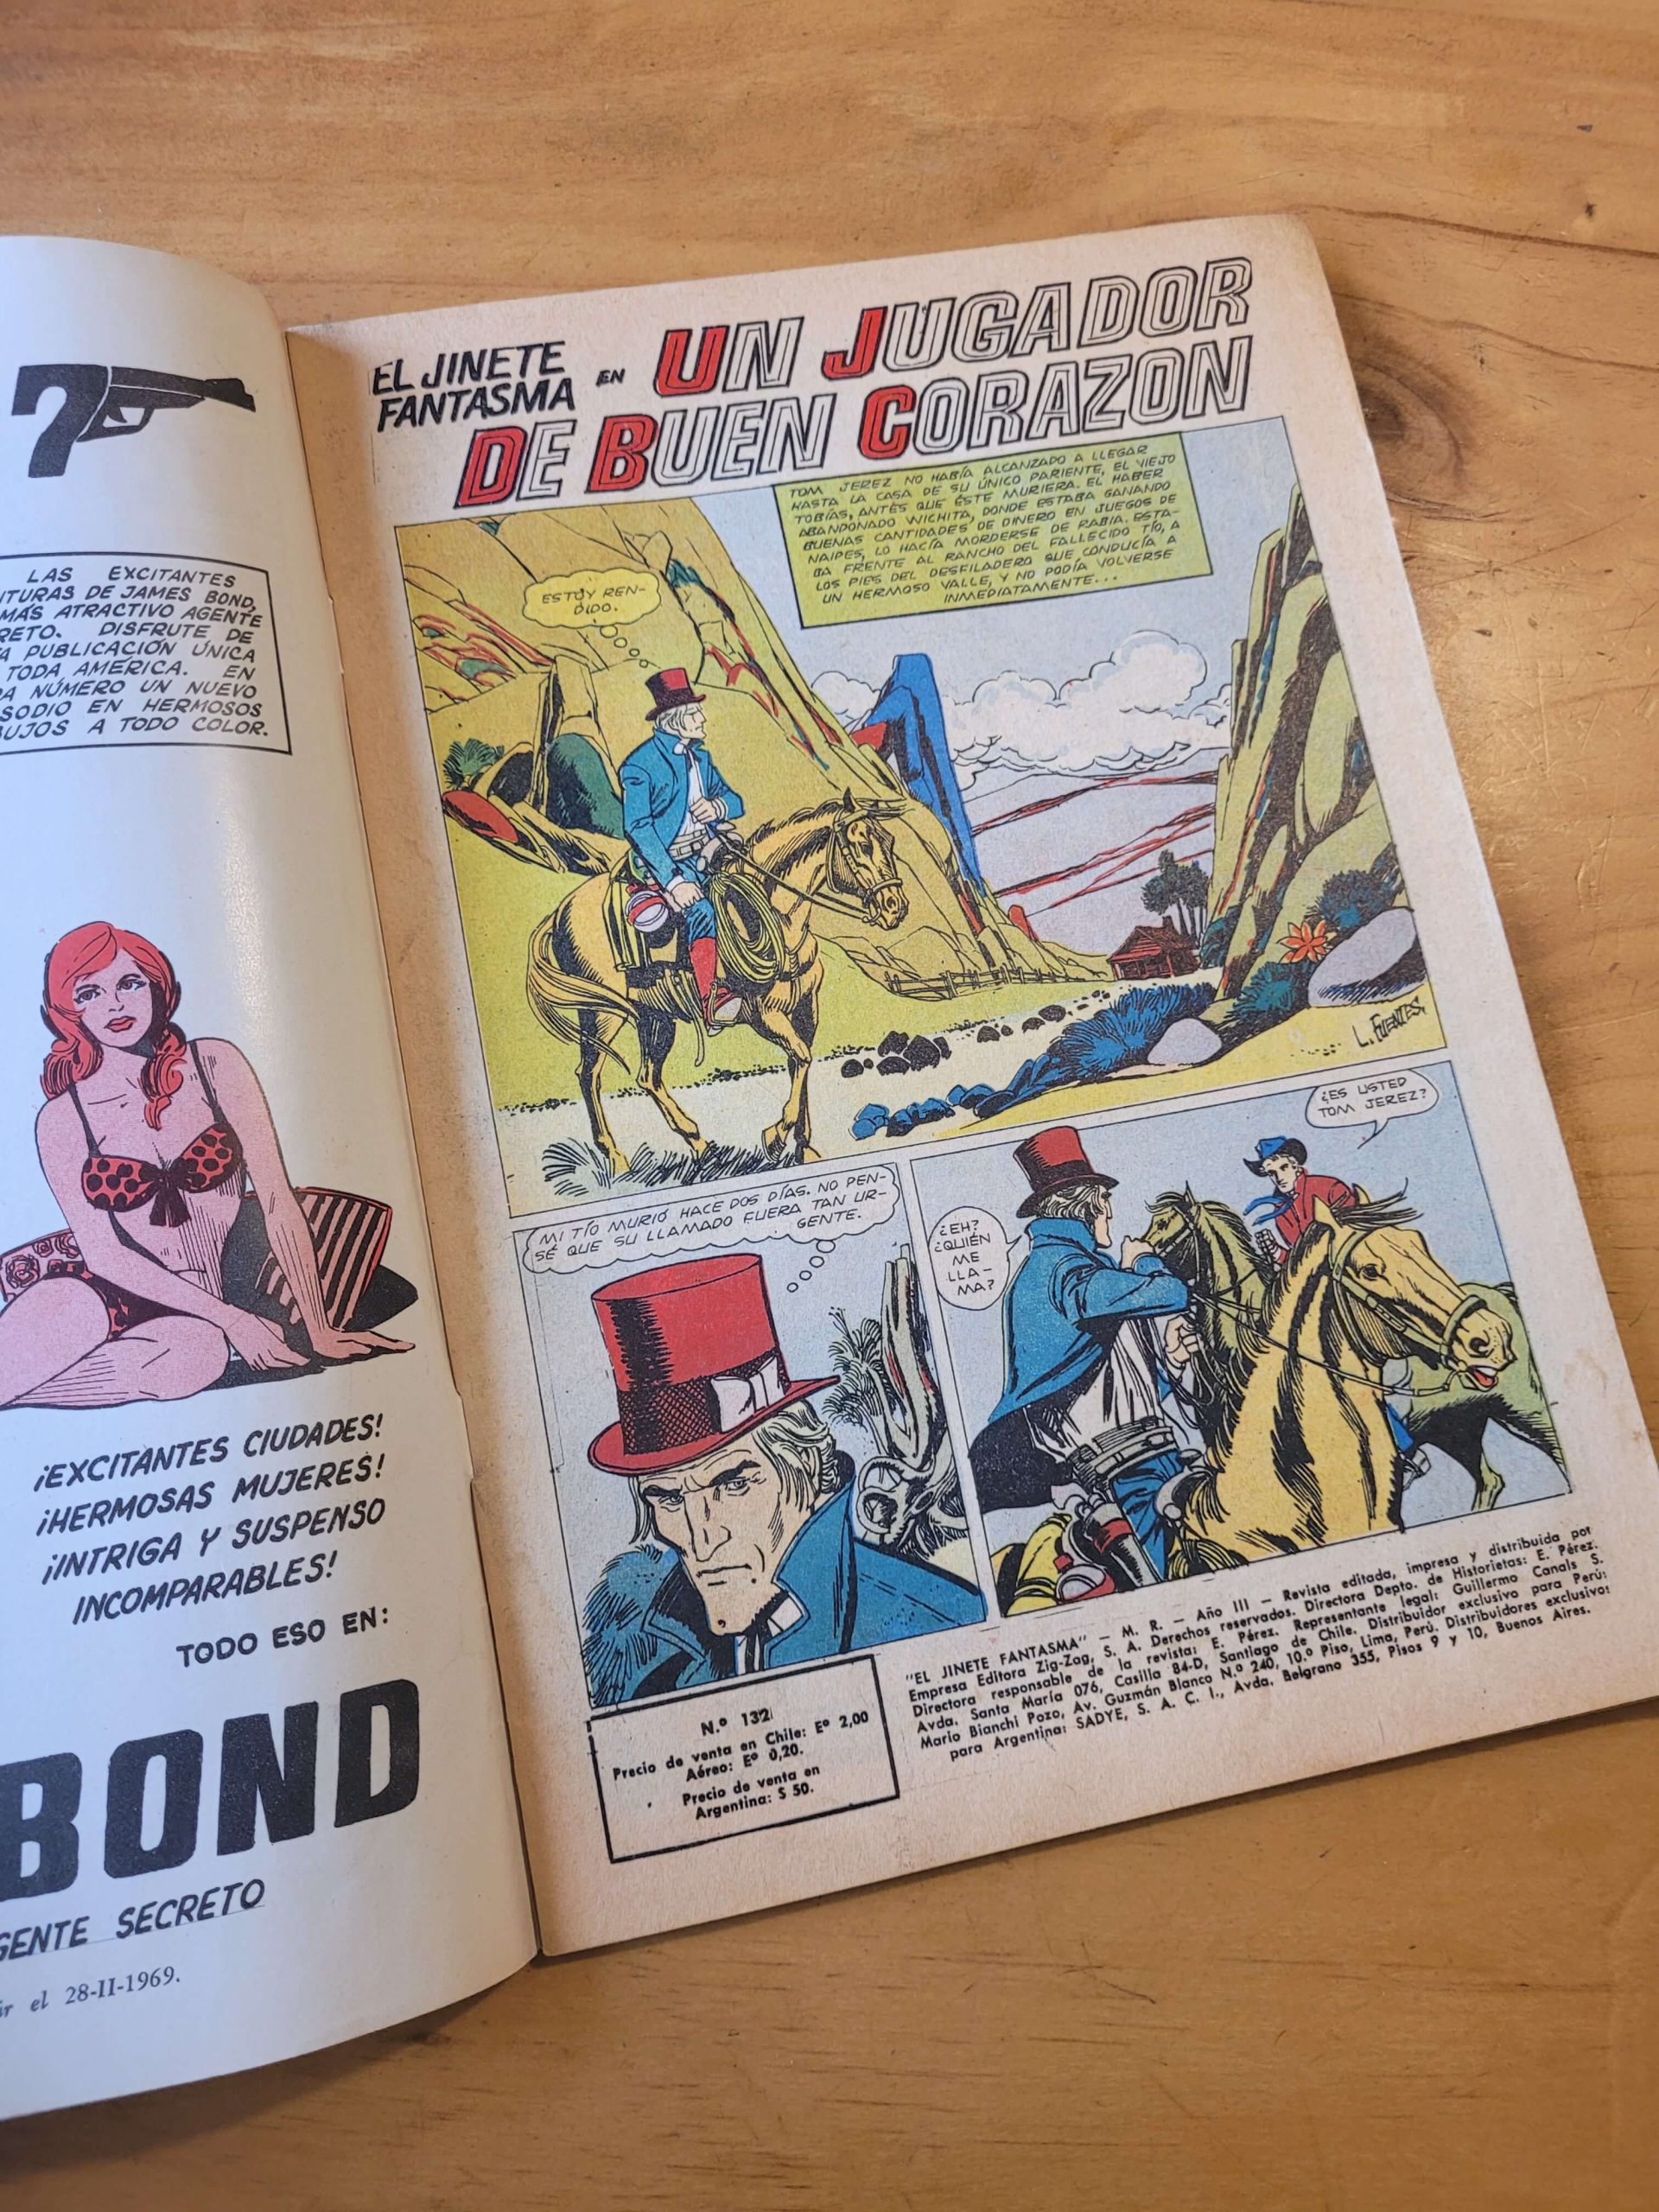 7
LAS EXCITANTES
TURAS DE JAMES BOND,
MÁS ATRACTIVO AGENTE
RETO. DISFRUTE DE
A PUBLICACIÓN ÚNICA
TODA AMERICA. EN
DA NÚMERO UN NUEVO
SODIO EN HERMOSOS
BUJOS A TODO COLOR.
¡EXCITANTES CIUDADES!
¡HERMOSAS MUJERES!
¡INTRIGA Y SUSPENSO
INCOMPARABLES!
TODO ESO EN:
BOND
GENTE SECRETO
ir el 28-II-1969.
EL JINETE
FANTASMA EN UN JUGADOR
DE BUEN CORAZON
TOM JEREZ NO HABÍA ALCANZADO A LLEGAR
HASTA LA CASA DE SU ÚNICO PARIENTE, EL VIEJO
TOBÍAS, ANTES QUE ÉSTE MURIERA. EL HABER
ABANDONADO WICHITA, DONDE ESTABA GANANDO
BUENAS CANTIDADES DE DINERO EN JUEGOS DE
NAIPES, LO HACÍA MORDERSE DE RABIA. ESTA-
BA FRENTE AL RANCHO DEL FALLECIDO TÍO, A
LOS PIES DEL DESFILADERO QUE CONDUCÍA A
UN HERMOSO VALLE, Y NO PODÍA VOLVERSE
INMEDIATAMENTE...
ESTOY REN-
DIDO.
L. FUENTES.
MI TÍO MURIÓ HACE DOS DÍAS. NO PEN-
SÉ QUE SU LLAMADO FUERA TAN UR-
GENTE.
¿ES USTED
TOM JEREZ?
¿EH?
¿QUIÉN
ME
LLA-
MA?
N.º 132
Precio de venta en Chile: Eº 2,00
Aéreo: Eº 0,20.
Precio de venta en
Argentina: $ 50.
"EL JINETE FANTASMA" — M. R. — Año III — Revista editada, impresa y distribuida por
Empresa Editora Zig-Zag, S. A. Derechos reservados. Directora Depto. de Historietas: E. Pérez.
Directora responsable de la revista: E. Pérez. Representante legal: Guillermo Canals S.
Avda. Santa María 076, Casilla 84-D, Santiago de Chile. Distribuidor exclusivo para Perú:
Mario Bianchi Pozo, Av. Guzmán Blanco N.º 240, 10.º Piso, Lima, Perú. Distribuidores exclusivos
para Argentina: SADYE, S. A. C. I., Avda. Belgrano 355, Pisos 9 y 10, Buenos Aires.